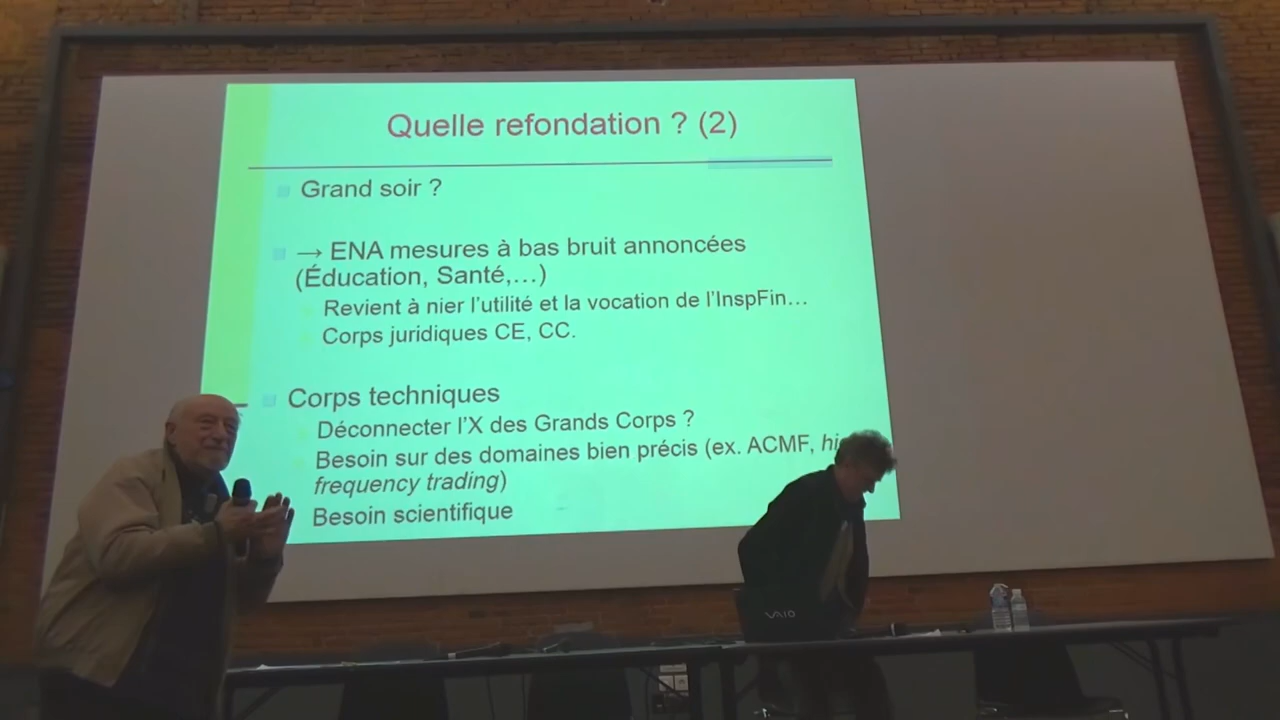 Quelle refondation ? (2)
Grand soir ?
→ ENA mesures à bas bruit annoncées
(Éducation, Santé,…)
Revient à nier l'utilité et la vocation de l'InspFin…
Corps juridiques CE, CC.
Corps techniques
Déconnecter l'X des Grands Corps ?
Besoin sur des domaines bien précis (ex. ACMF,
frequency trading)
Besoin scientifique
VAIO